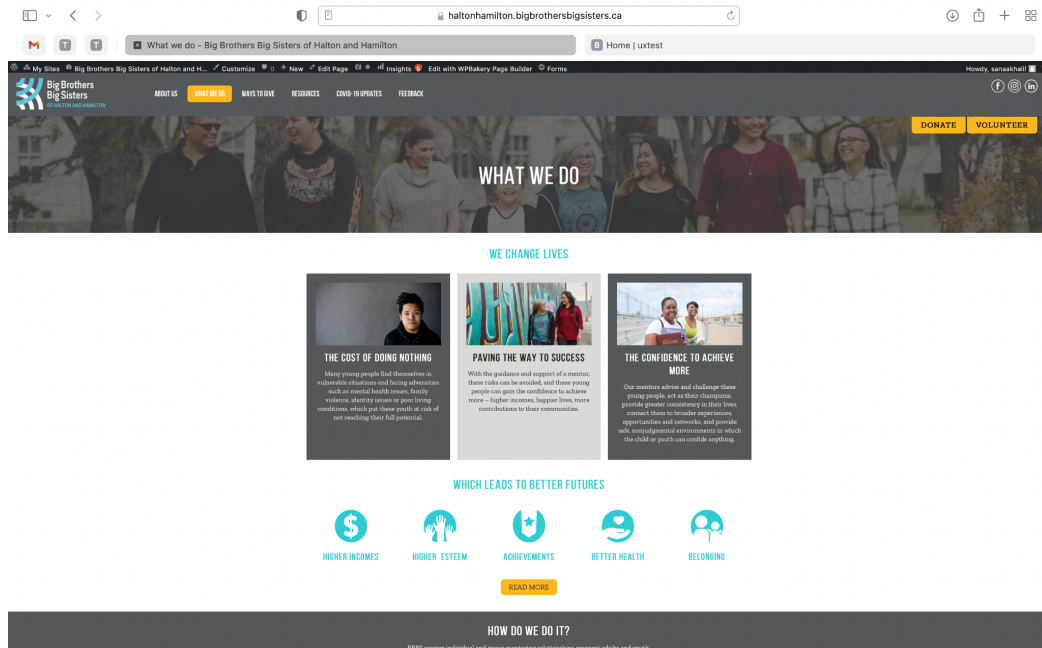 haltonhamilton.bigbrothersbigsisters.ca
What we do - Big Brothers Big Sisters of Halton and Hamilton
B Home | uxtest
My Sites Big Brothers Big Sisters of Halton and H... Customize 0 New Edit Page Insights 6 Edit with WPBakery Page Builder Forms Howdy, sanaakhalil
Big Brothers
Big Sisters
OF HALTON AND HAMILTON
ABOUT US WHAT WE DO WAYS TO GIVE RESOURCES COVID-19 UPDATES FEEDBACK
DONATE VOLUNTEER
WHAT WE DO
WE CHANGE LIVES
THE COST OF DOING NOTHING
Many young people find themselves in
vulnerable situations and facing adversities
such as mental health issues, family
violence, identity issues or poor living
conditions, which put these youth at risk of
not reaching their full potential.
PAVING THE WAY TO SUCCESS
With the guidance and support of a mentor,
these risks can be avoided, and these young
people can gain the confidence to achieve
more – higher incomes, happier lives, more
contributions to their communities.
THE CONFIDENCE TO ACHIEVE
MORE
Our mentors advise and challenge these
young people, act as their champions,
provide greater consistency in their lives,
connect them to broader experiences,
opportunities and networks, and provide
safe, nonjudgmental environments in which
the child or youth can confide anything.
WHICH LEADS TO BETTER FUTURES
HIGHER INCOMES HIGHER ESTEEM ACHIEVEMENTS BETTER HEALTH BELONGING
READ MORE
HOW DO WE DO IT?